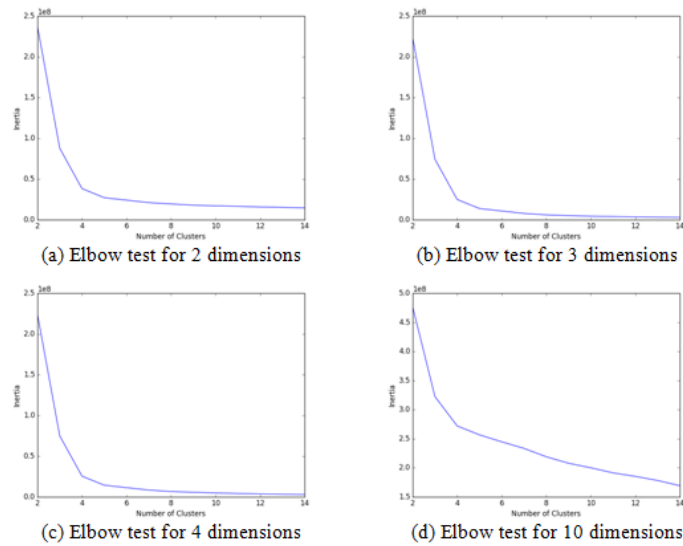 1e8
2.5
2.0
1.5
1.0
0.5
0.0
Inertia
2 4 6 8 10 12 14
Number of Clusters
(a) Elbow test for 2 dimensions
1e8
2.5
2.0
1.5
1.0
0.5
0.0
Inertia
2 4 6 8 10 12 14
Number of Clusters
(b) Elbow test for 3 dimensions
1e8
2.5
2.0
1.5
1.0
0.5
0.0
Inertia
2 4 6 8 10 12 14
Number of Clusters
(c) Elbow test for 4 dimensions
1e8
5.0
4.5
4.0
3.5
3.0
2.5
2.0
1.5
Inertia
2 4 6 8 10 12 14
Number of Clusters
(d) Elbow test for 10 dimensions